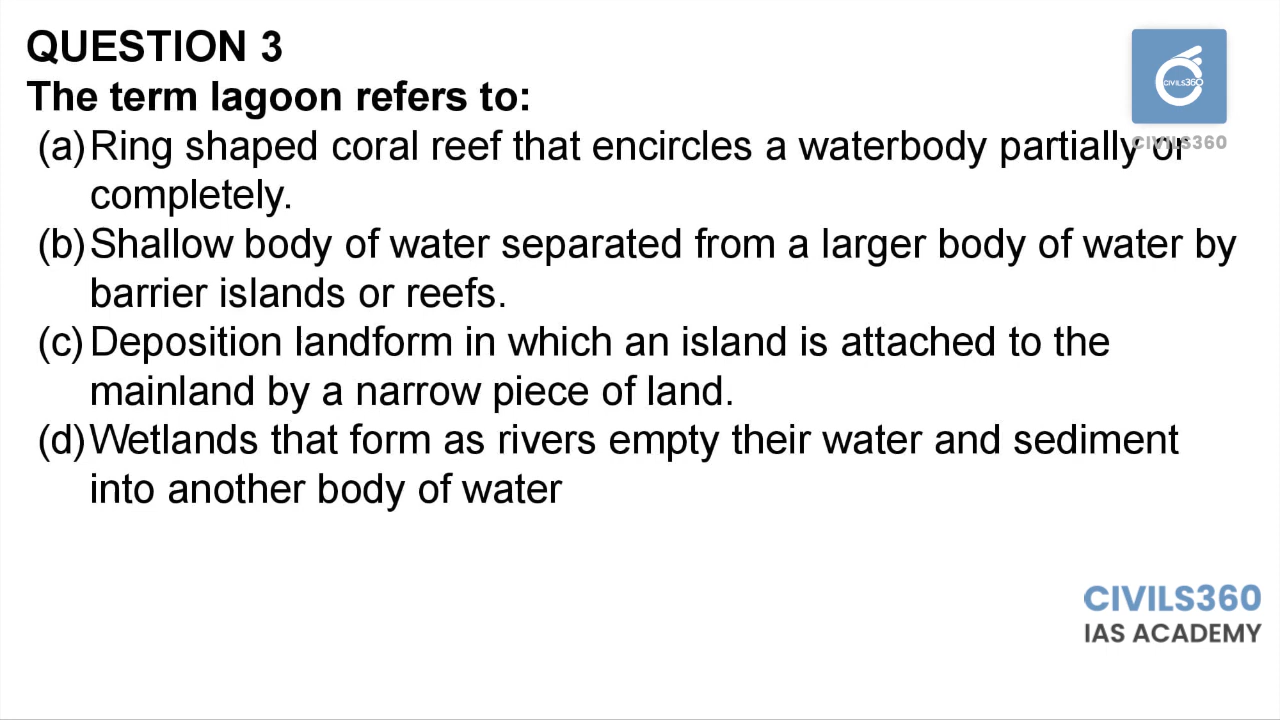 QUESTION 3
The term lagoon refers to:
(a) Ring shaped coral reef that encircles a waterbody partially or
completely.
(b) Shallow body of water separated from a larger body of water by
barrier islands or reefs.
(c) Deposition landform in which an island is attached to the
mainland by a narrow piece of land.
(d) Wetlands that form as rivers empty their water and sediment
into another body of water
CIVILS360
CIVILS360
CIVILS360
IAS ACADEMY